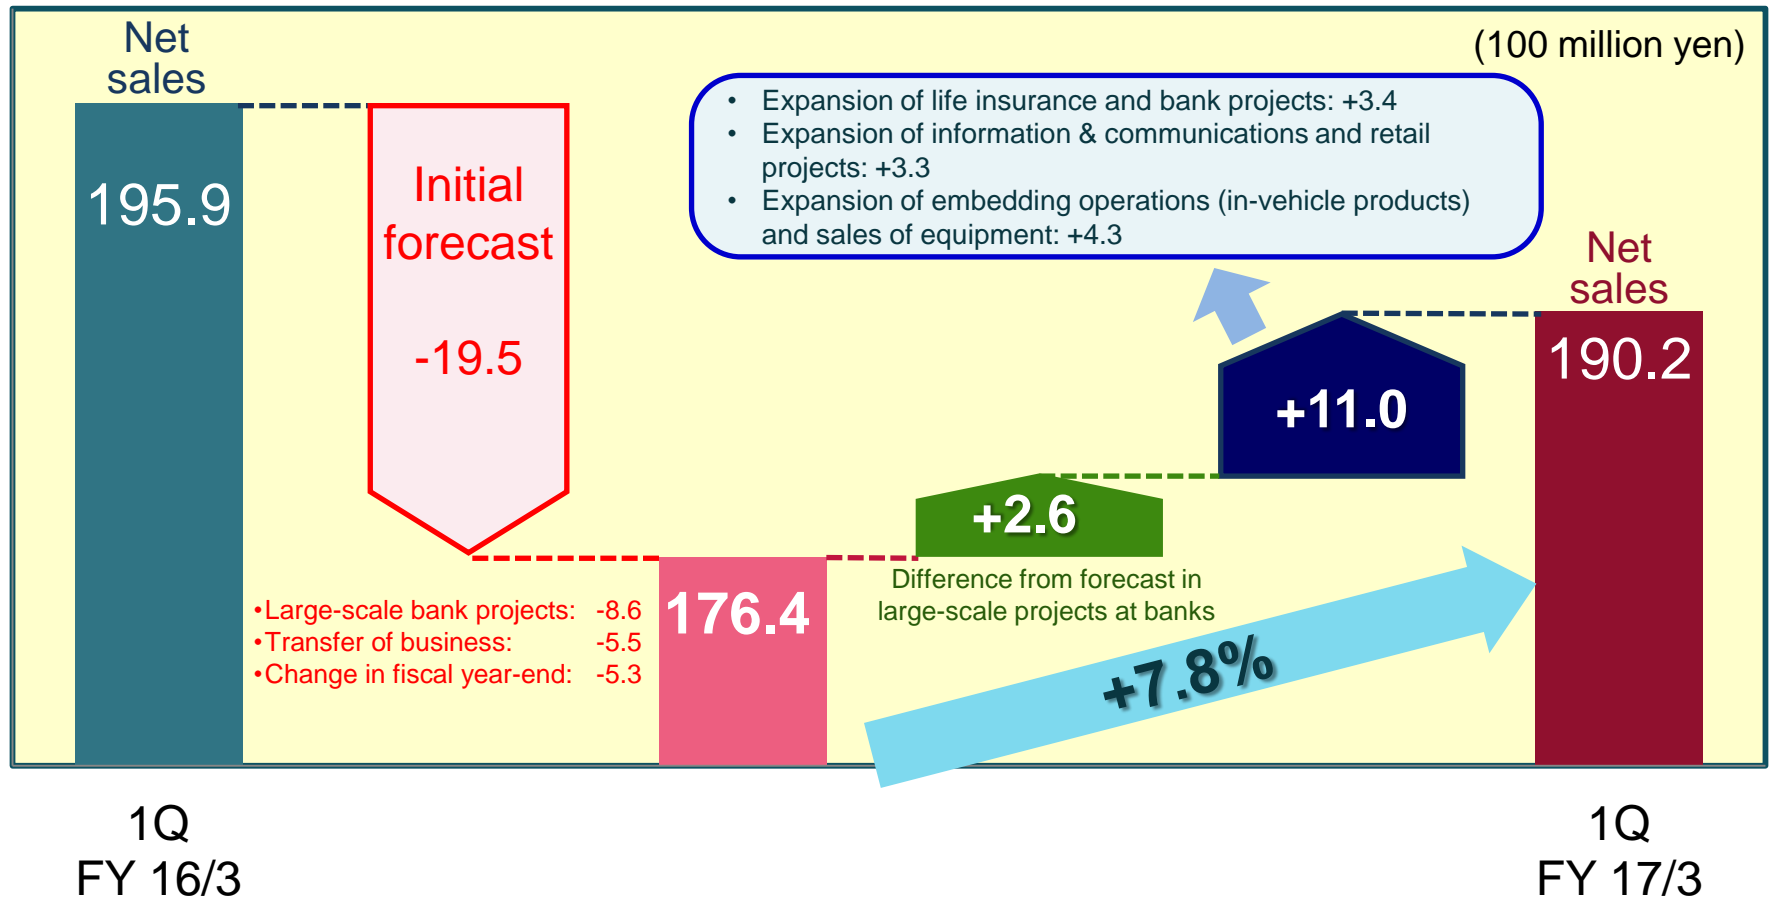 Net
sales
(100 million yen)
195.9
Initial
forecast
-19.5
•Large-scale bank projects: -8.6
•Transfer of business: -5.5
•Change in fiscal year-end: -5.3
176.4
• Expansion of life insurance and bank projects: +3.4
• Expansion of information & communications and retail
projects: +3.3
• Expansion of embedding operations (in-vehicle products)
and sales of equipment: +4.3
+2.6
Difference from forecast in
large-scale projects at banks
+11.0
+7.8%
Net
sales
190.2
1Q
FY 16/3
1Q
FY 17/3